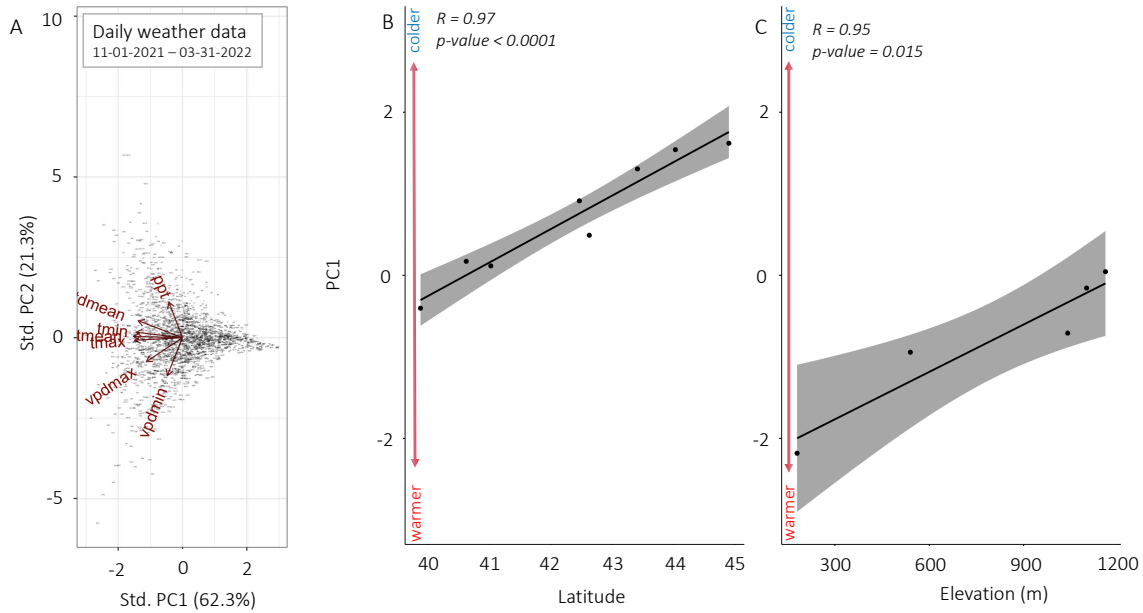 A
Daily weather data
11-01-2021 – 03-31-2022
10
5
0
-5
Std. PC2 (21.3%)
ppt
dmean
tmin
tmean
tmax
vpdmax
vpdmin
-2
0
2
Std. PC1 (62.3%)
B
R = 0.97
p-value < 0.0001
colder
warmer
PC1
2
0
-2
40
41
42
43
44
45
Latitude
C
R = 0.95
p-value = 0.015
colder
warmer
2
0
-2
300
600
900
1200
Elevation (m)